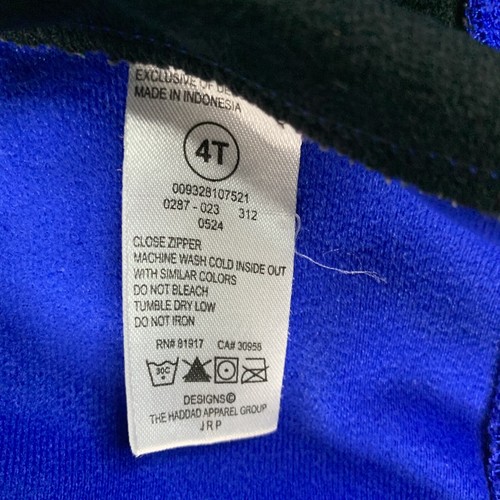 EXCLUSIVE OF
MADE IN INDONESIA
4T
009328107521
0287 - 023 312
0524
CLOSE ZIPPER
MACHINE WASH COLD INSIDE OUT
WITH SIMILAR COLORS
DO NOT BLEACH
TUMBLE DRY LOW
DO NOT IRON
RN# 81917 CA# 30956
30C
DESIGNS©
THE HADDAD APPAREL GROUP
JRP